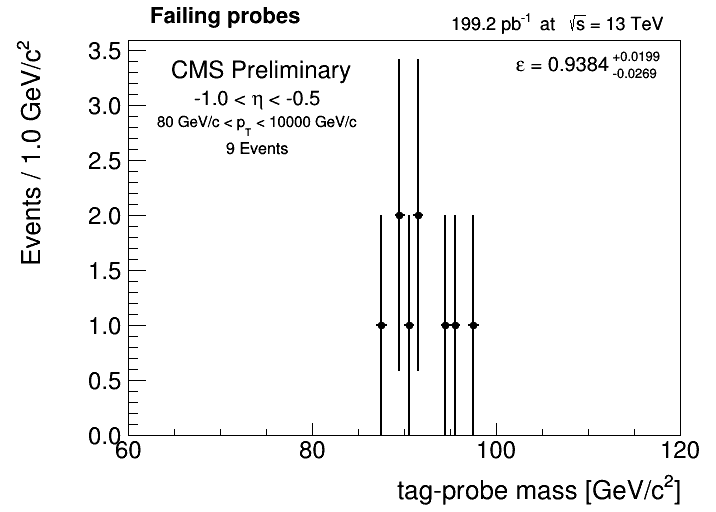 Failing probes
199.2 pb⁻¹ at √s = 13 TeV
CMS Preliminary
-1.0 < η < -0.5
80 GeV/c < p_T < 10000 GeV/c
9 Events
ε = 0.9384 +0.0199 -0.0269
Events / 1.0 GeV/c²
3.5
3.0
2.5
2.0
1.5
1.0
0.5
0.0
60 80 100 120
tag-probe mass [GeV/c²]